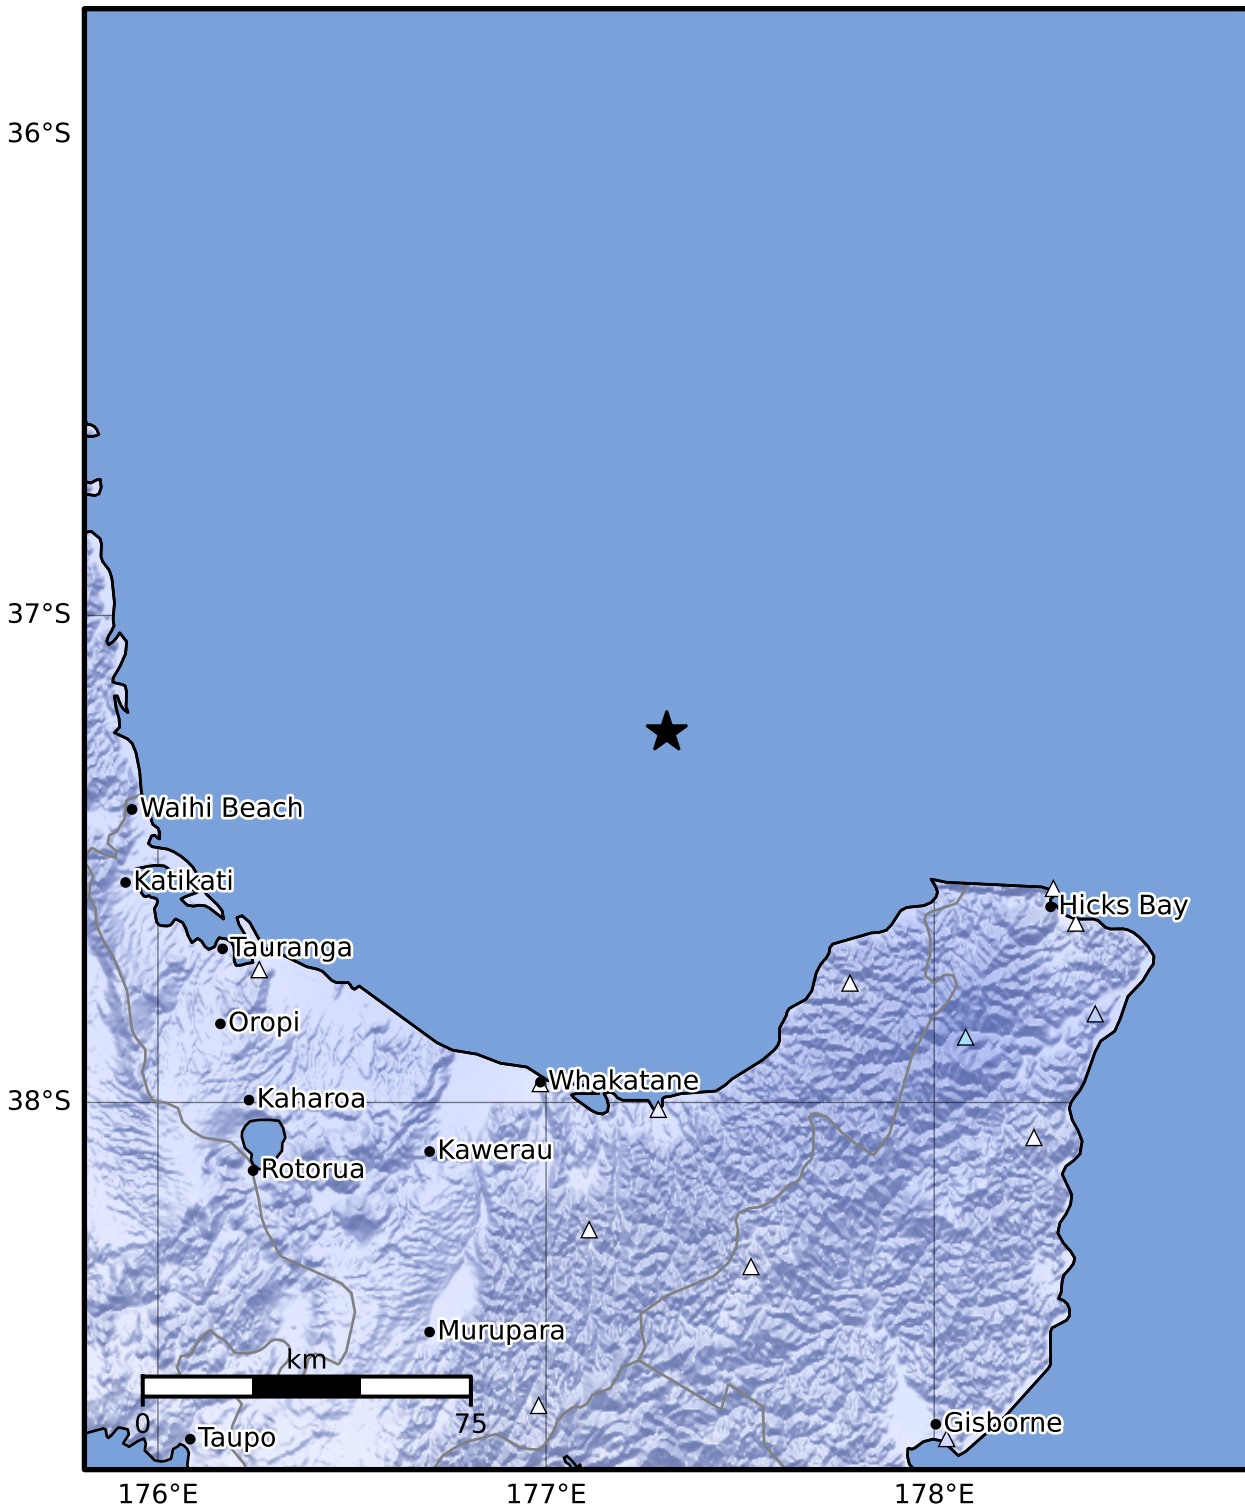 36°S
37°S
Waihi Beach
Katikati
Hicks Bay
Tauranga
Oropi
Whakatane
38°S
Kaharoa
Kawerau
Rotorua
Murupara
km
0
75
Gisborne
Taupo
176°E
177°E
178°E